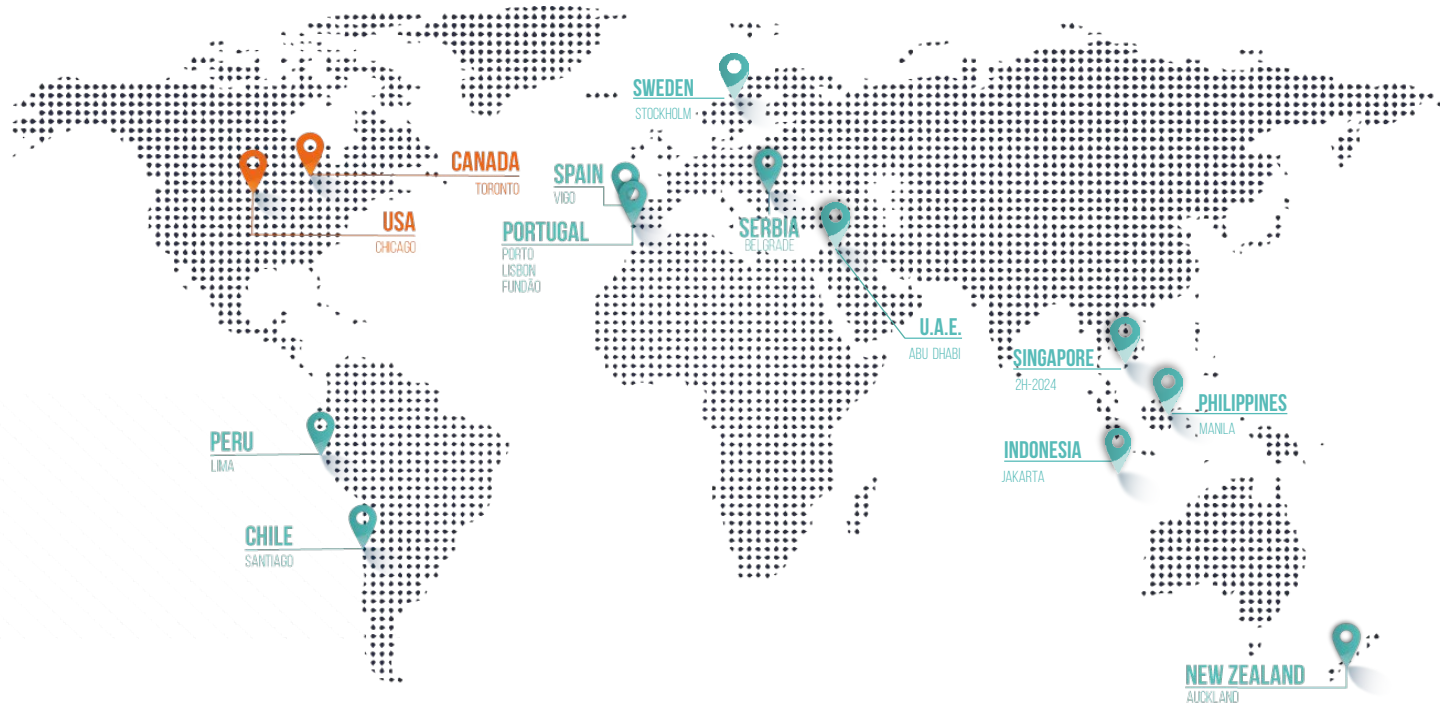 SWEDEN
STOCKHOLM
CANADA
TORONTO
USA
CHICAGO
SPAIN
VIGO
PORTUGAL
PORTO
LISBON
FUNDÃO
SERBIA
BELGRADE
U.A.E.
ABU DHABI
SINGAPORE
2H-2024
PHILIPPINES
MANILA
INDONESIA
JAKARTA
PERU
LIMA
CHILE
SANTIAGO
NEW ZEALAND
AUCKLAND